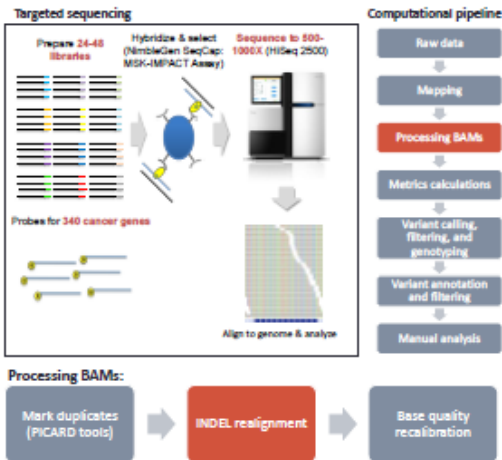 Targeted sequencing
Prepare 24-48
libraries
Hybridize & select
(NimbleGen SeqCap:
MSK-IMPACT Assay)
Sequence to 500-
1000X (HiSeq 2500)
Probes for 340 cancer genes
Align to genome & analyze
Computational pipeline
Raw data
Mapping
Processing BAMs
Metrics calculations
Variant calling,
filtering, and
genotyping
Variant annotation
and filtering
Manual analysis
Processing BAMs:
Mark duplicates
(PICARD tools)
INDEL realignment
Base quality
recalibration